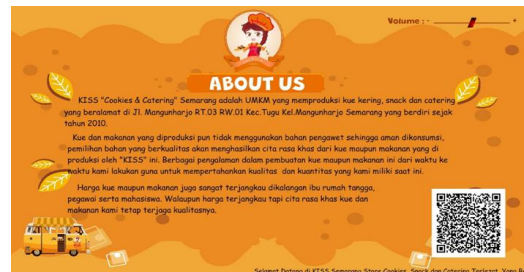 Volume : -
+
ABOUT US
KISS "Cookies & Catering" Semarang adalah UMKM yang memproduksi kue kering, snack dan catering
yang beralamat di Jl. Mangunharjo RT.03 RW.01 Kec.Tugu Kel.Mangunharjo Semarang yang berdiri sejak
tahun 2010.
Kue dan makanan yang diproduksi pun tidak menggunakan bahan pengawet sehingga aman dikonsumsi,
pemilihan bahan yang berkualitas akan menghasilkan cita rasa khas dari kue maupun makanan yang di
produksi oleh "KISS" ini. Berbagai pengalaman dalam pembuatan kue maupun makanan ini dari waktu ke
waktu kami lakukan guna untuk mempertahankan kualitas dan kuantitas yang kami miliki saat ini.
Harga kue maupun makanan juga sangat terjangkau dikalangan ibu rumah tangga,
pegawai serta mahasiswa. Walaupun harga terjangkau tapi cita rasa khas kue dan
makanan kami tetap terjaga kualitasnya.
Selamat Datang di KISS Semarang Store Cookies, Snack dan Catering Terlezat, Yang